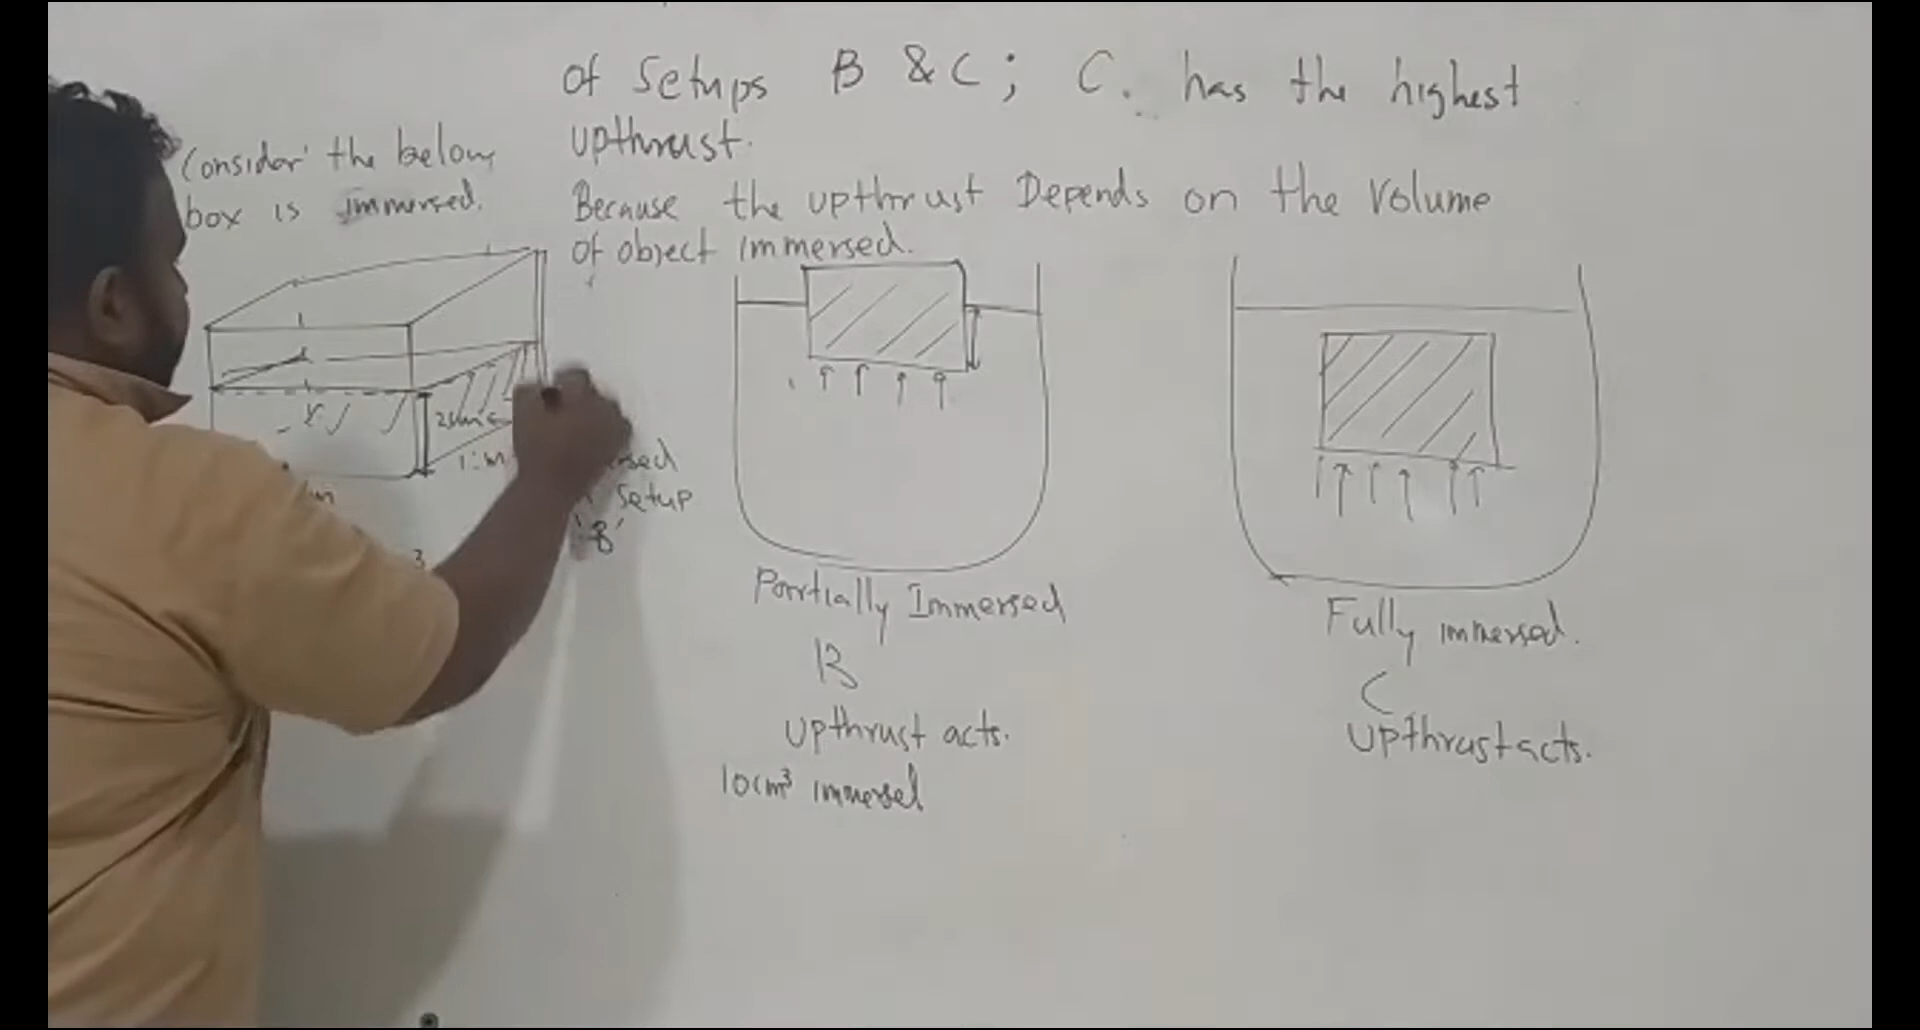 Of Setups B & C; C. has the highest
upthrust.
Because the upthrust Depends on the Volume
Of object immersed.
Consider the below
box is immersed.
Setup
'B'
3
Partially Immersed
B
Upthrust acts.
10cm³ immersed
Fully immersed.
C
Upthrust acts.